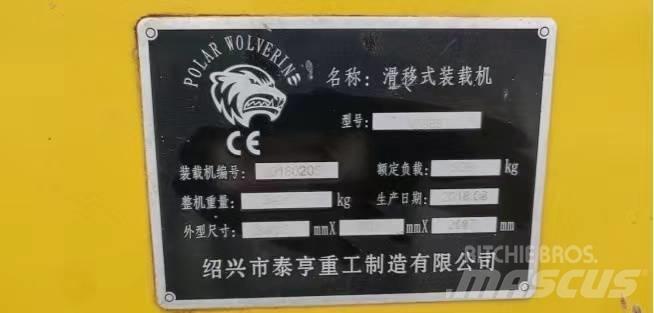 POLAR WOLVERINE
CE
名称: 滑移式装载机
型号:
装载机编号:
额定负载: kg
整机重量: kg
生产日期: 2018.08
外型尺寸: mmX mmX mm
绍兴市泰亨重工制造有限公司
RITCHIE BROS.
MASCUS